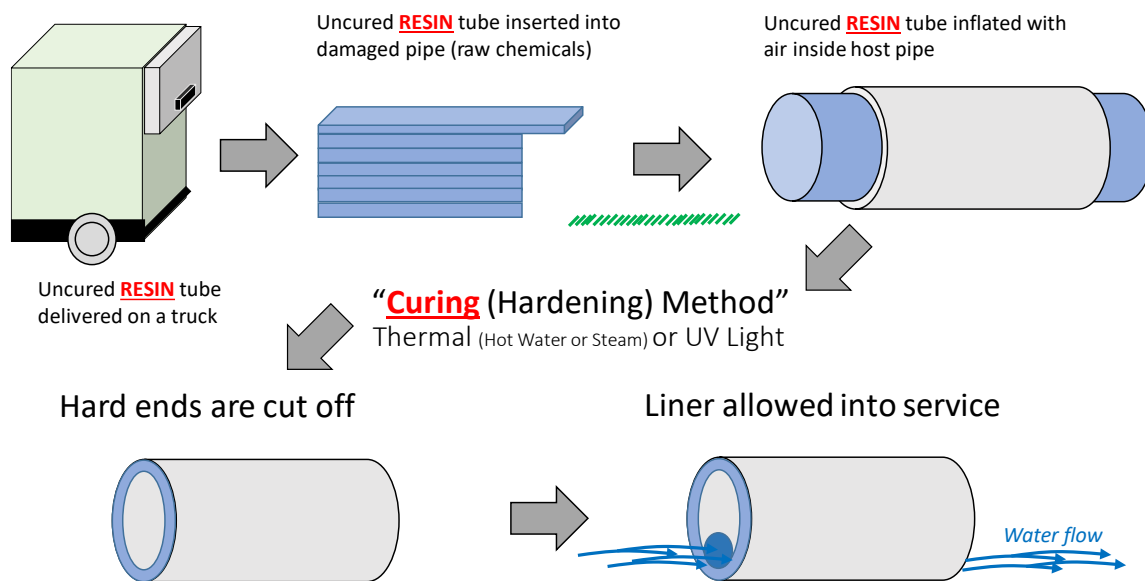 Uncured RESIN tube inserted into
damaged pipe (raw chemicals)
Uncured RESIN tube inflated with
air inside host pipe
Uncured RESIN tube
delivered on a truck
“Curing (Hardening) Method”
Thermal (Hot Water or Steam) or UV Light
Hard ends are cut off
Liner allowed into service
Water flow